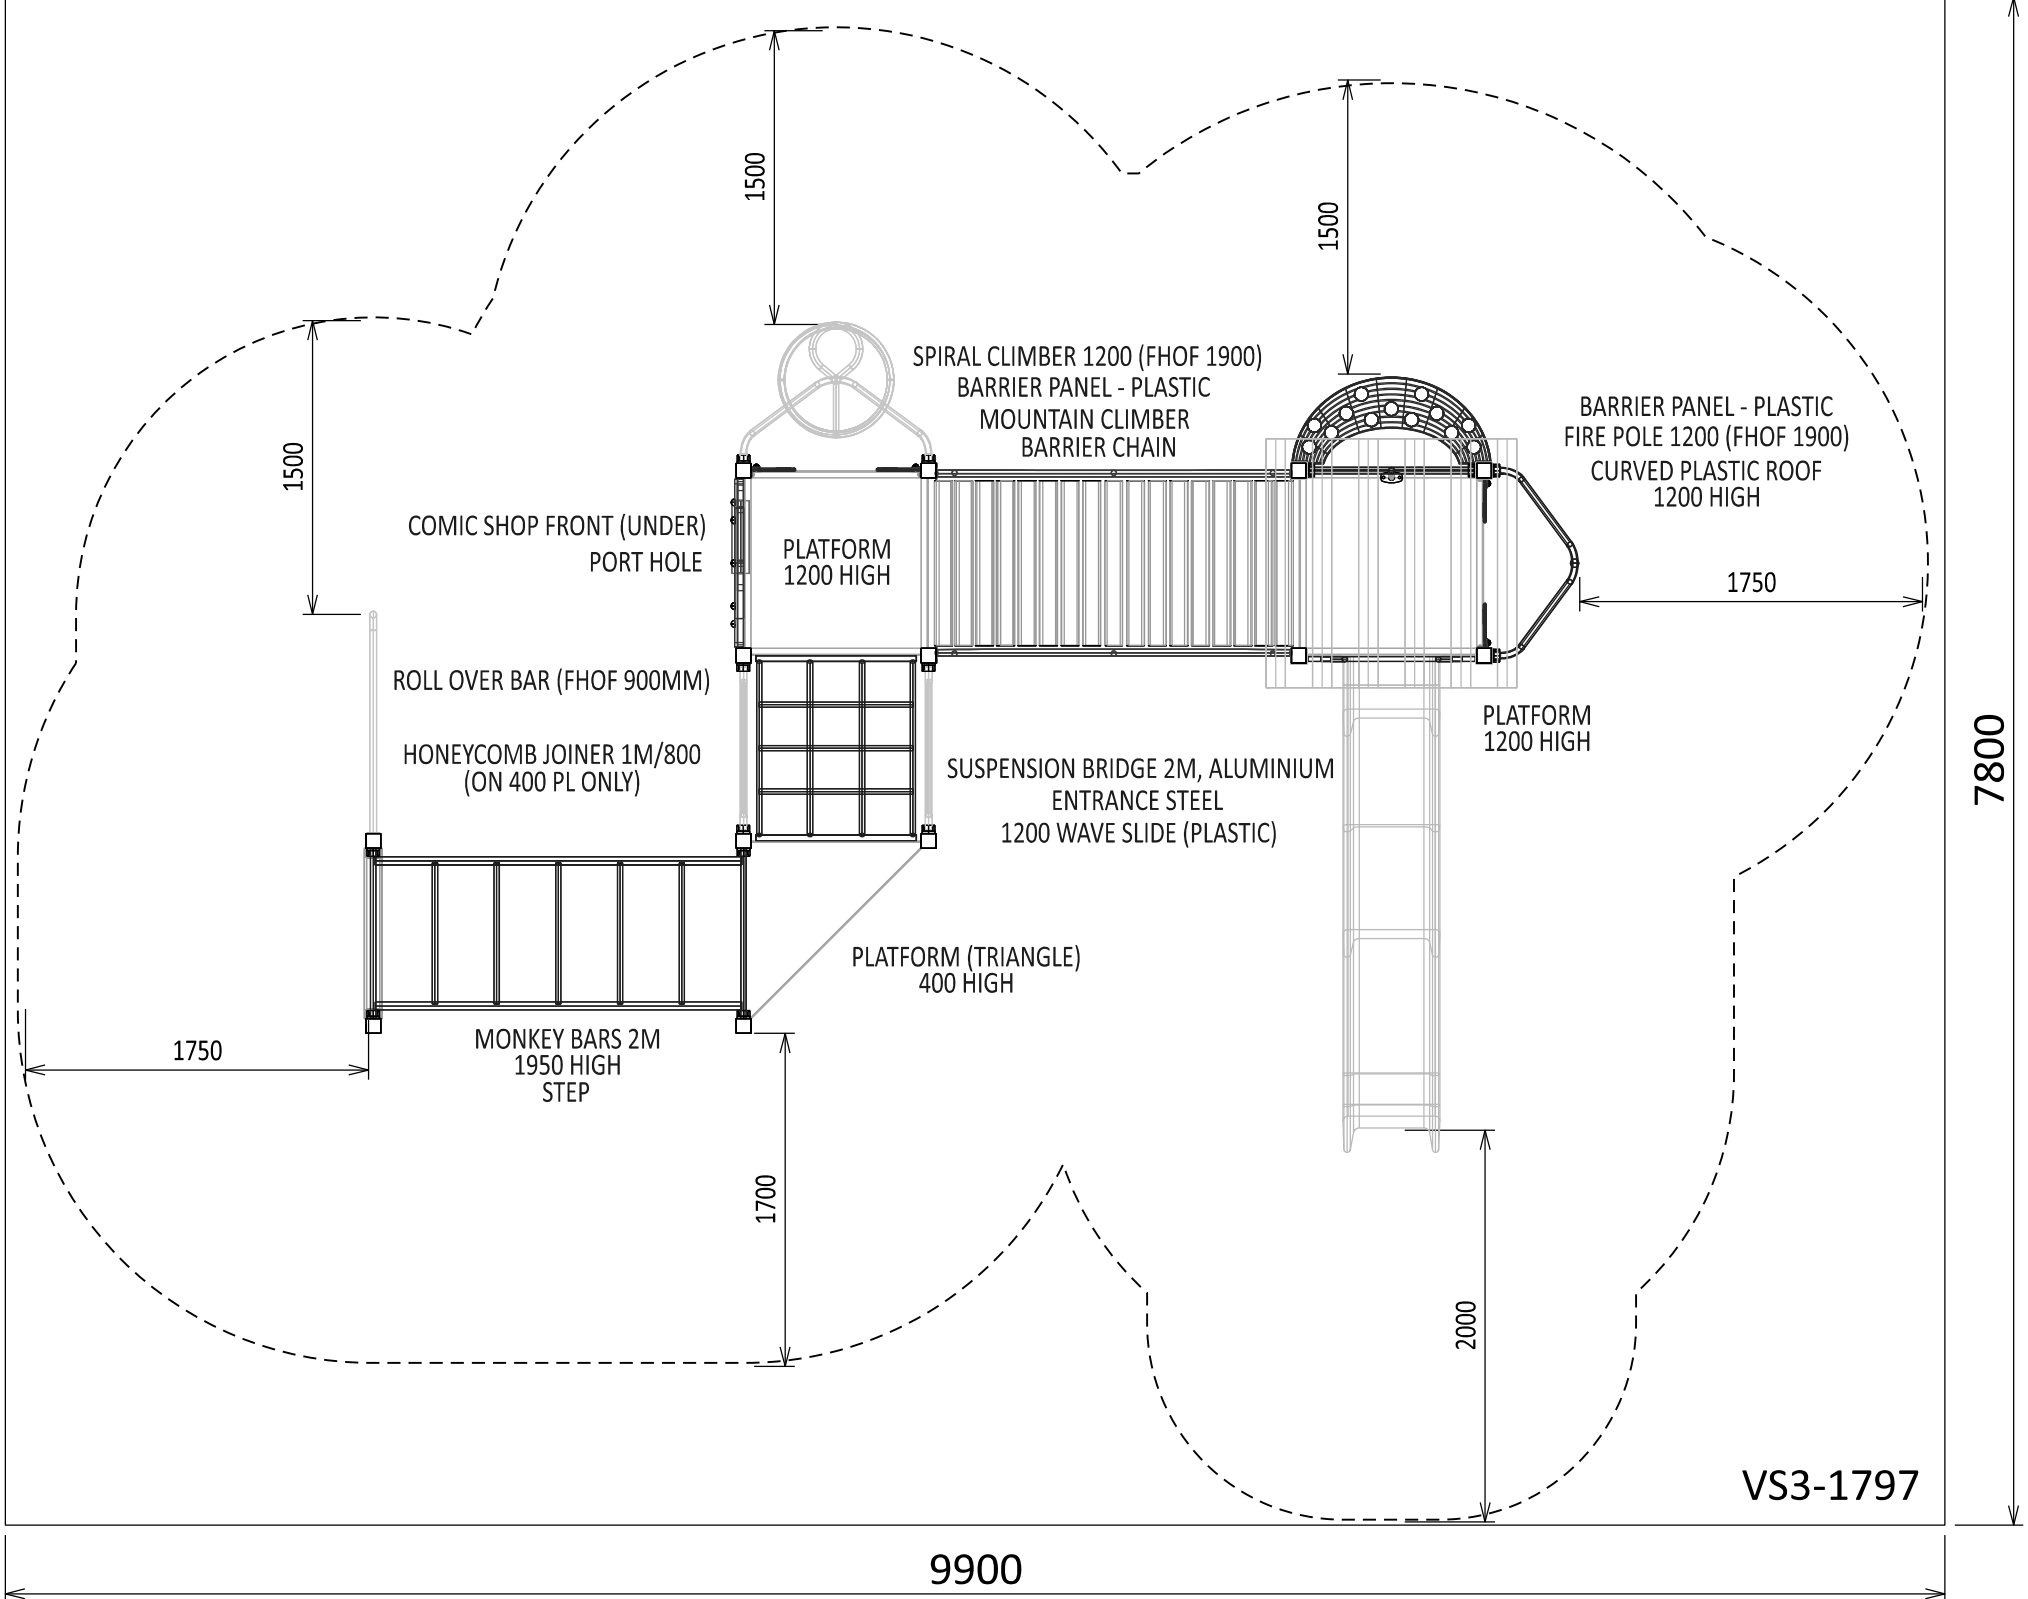 1500
1500
1500
SPIRAL CLIMBER 1200 (FHOF 1900)
BARRIER PANEL - PLASTIC
MOUNTAIN CLIMBER
BARRIER CHAIN
BARRIER PANEL - PLASTIC
FIRE POLE 1200 (FHOF 1900)
CURVED PLASTIC ROOF
1200 HIGH
COMIC SHOP FRONT (UNDER)
PORT HOLE
PLATFORM
1200 HIGH
1750
ROLL OVER BAR (FHOF 900MM)
HONEYCOMB JOINER 1M/800
(ON 400 PL ONLY)
PLATFORM
1200 HIGH
SUSPENSION BRIDGE 2M, ALUMINIUM
ENTRANCE STEEL
1200 WAVE SLIDE (PLASTIC)
7800
PLATFORM (TRIANGLE)
400 HIGH
1750
MONKEY BARS 2M
1950 HIGH
STEP
1700
2000
VS3-1797
9900